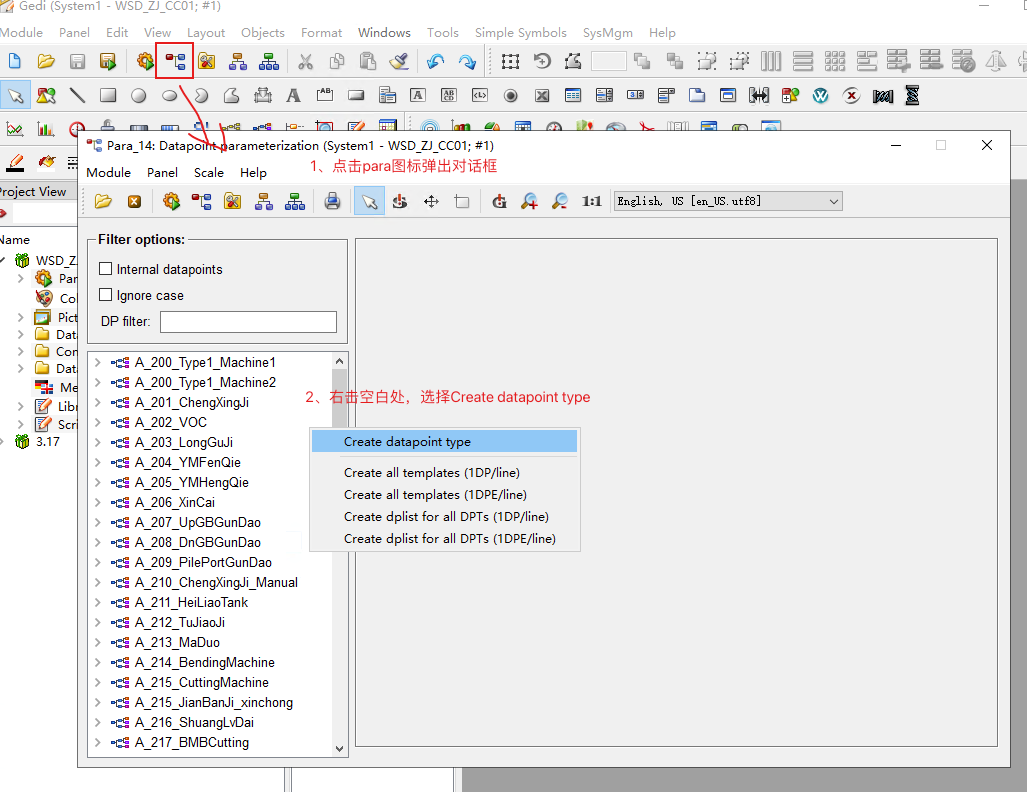 Gedi (System1 - WSD_ZJ_CC01; #1)
Module Panel Edit View Layout Objects Format Windows Tools Simple Symbols SysMgm Help
Para_14: Datapoint parameterization (System1 - WSD_ZJ_CC01; #1)
1、点击para图标弹出对话框
Module Panel Scale Help
1:1 English, US [en_US.utf8]
Project View
Name
WSD_Z
Par
Col
Pict
Data
Con
Data
Me
Libr
Scri
3.17
Filter options:
Internal datapoints
Ignore case
DP filter:
A_200_Type1_Machine1
A_200_Type1_Machine2
A_201_ChengXingJi
A_202_VOC
A_203_LongGuJi
A_204_YMFenQie
A_205_YMHengQie
A_206_XinCai
A_207_UpGBGunDao
A_208_DnGBGunDao
A_209_PilePortGunDao
A_210_ChengXingJi_Manual
A_211_HeiLiaoTank
A_212_TuJiaoJi
A_213_MaDuo
A_214_BendingMachine
A_215_CuttingMachine
A_215_JianBanJi_xinchong
A_216_ShuangLvDai
A_217_BMBCutting
2、右击空白处，选择Create datapoint type
Create datapoint type
Create all templates (1DP/line)
Create all templates (1DPE/line)
Create dplist for all DPTs (1DP/line)
Create dplist for all DPTs (1DPE/line)